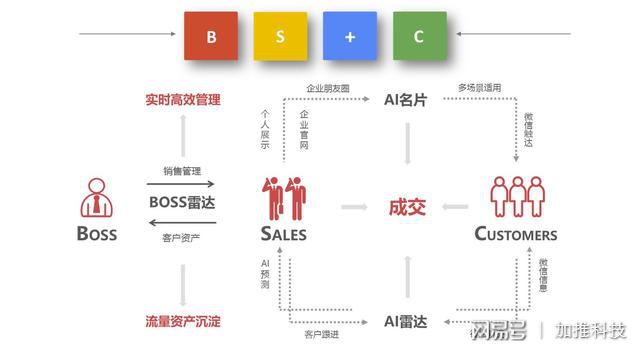 B S + C
实时高效管理
企业朋友圈
AI名片
多场景适用
个人展示
企业官网
微信触达
销售管理
BOSS雷达
客户资产
BOSS
SALES
成交
CUSTOMERS
AI预测
微信信息
流量资产沉淀
客户跟进
AI雷达
网易号 加推科技